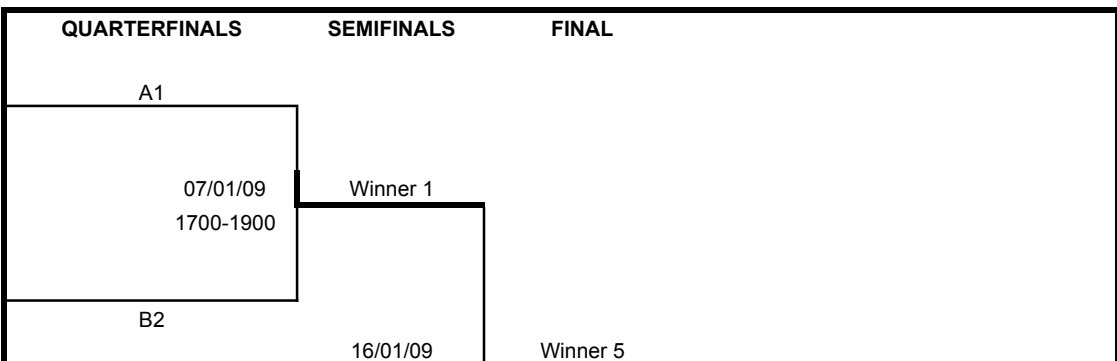 QUARTERFINALS SEMIFINALS FINAL
A1
07/01/09 Winner 1
1700-1900
B2
16/01/09 Winner 5